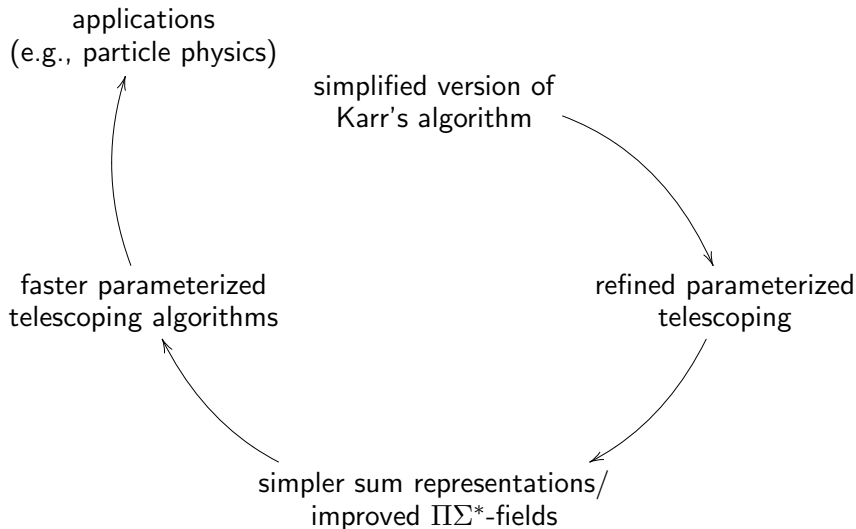 applications
(e.g., particle physics)
simplified version of
Karr's algorithm
refined parameterized
telescoping
simpler sum representations/
improved ΠΣ*-fields
faster parameterized
telescoping algorithms